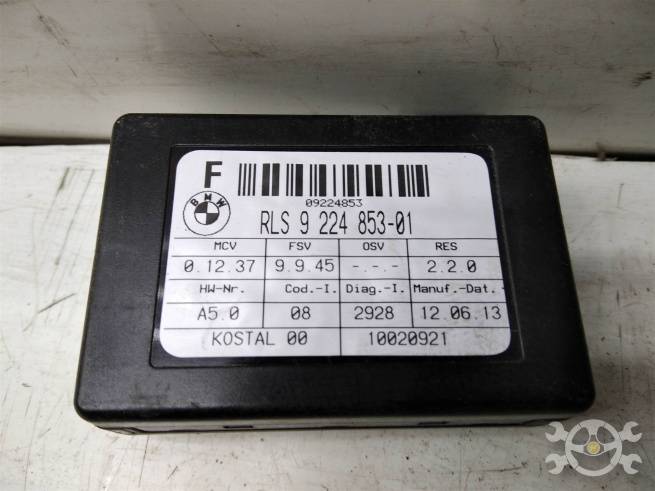 F
09224853
BMW
RLS 9 224 853-01
MCV FSV OSV RES
0.12.37 9.9.45 -.-.- 2.2.0
HW-Nr. Cod.-I. Diag.-I. Manuf.-Dat.
A5.0 08 2928 12.06.13
KOSTAL 00 10020921